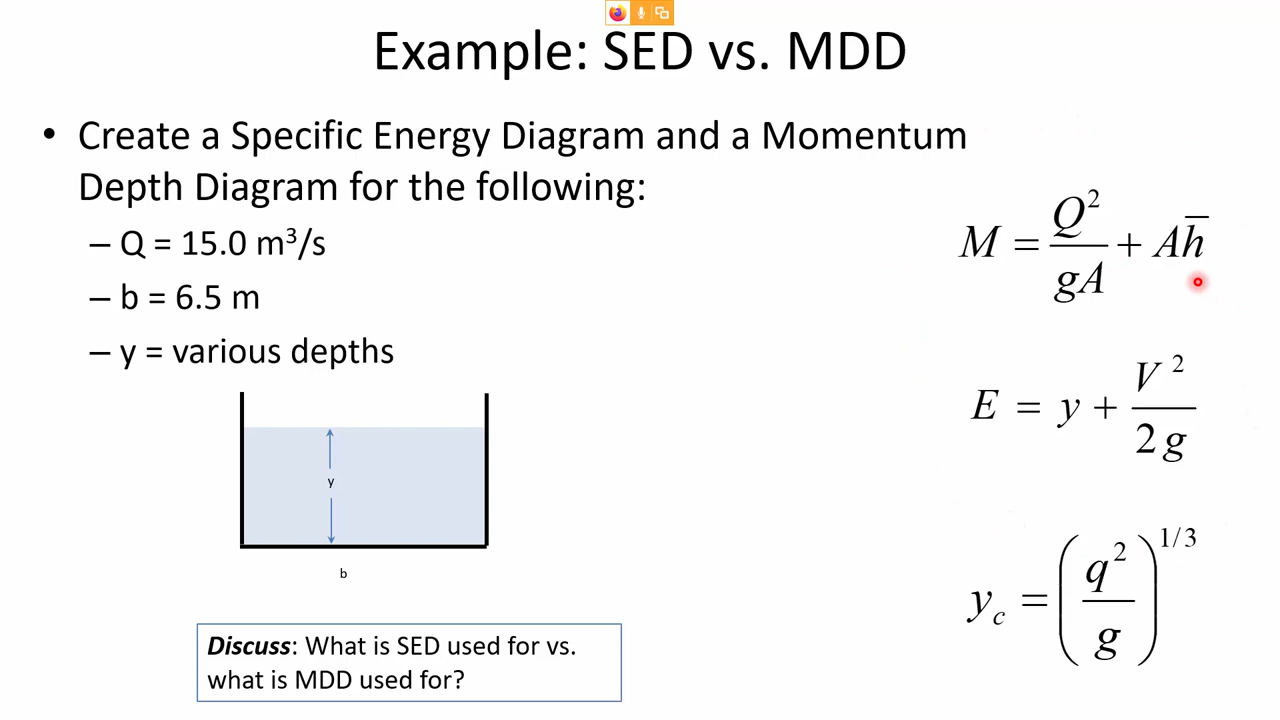 Example: SED vs. MDD
• Create a Specific Energy Diagram and a Momentum
Depth Diagram for the following:
– Q = 15.0 m³/s
– b = 6.5 m
– y = various depths
y
b
Discuss: What is SED used for vs.
what is MDD used for?
M = Q²/gA + Ah̅
E = y + V²/2g
y_c = (q²/g)^1/3